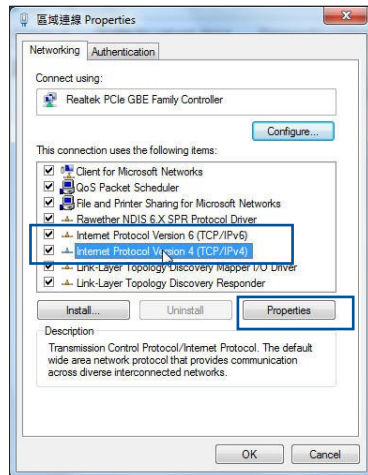 區域連線 Properties
Networking
Authentication
Connect using:
Realtek PCIe GBE Family Controller
Configure...
This connection uses the following items:
Client for Microsoft Networks
QoS Packet Scheduler
File and Printer Sharing for Microsoft Networks
Rawether NDIS 6.X SPR Protocol Driver
Internet Protocol Version 6 (TCP/IPv6)
Internet Protocol Version 4 (TCP/IPv4)
Link-Layer Topology Discovery Mapper I/O Driver
Link-Layer Topology Discovery Responder
Install...
Uninstall
Properties
Description
Transmission Control Protocol/Internet Protocol. The default
wide area network protocol that provides communication
across diverse interconnected networks.
OK
Cancel